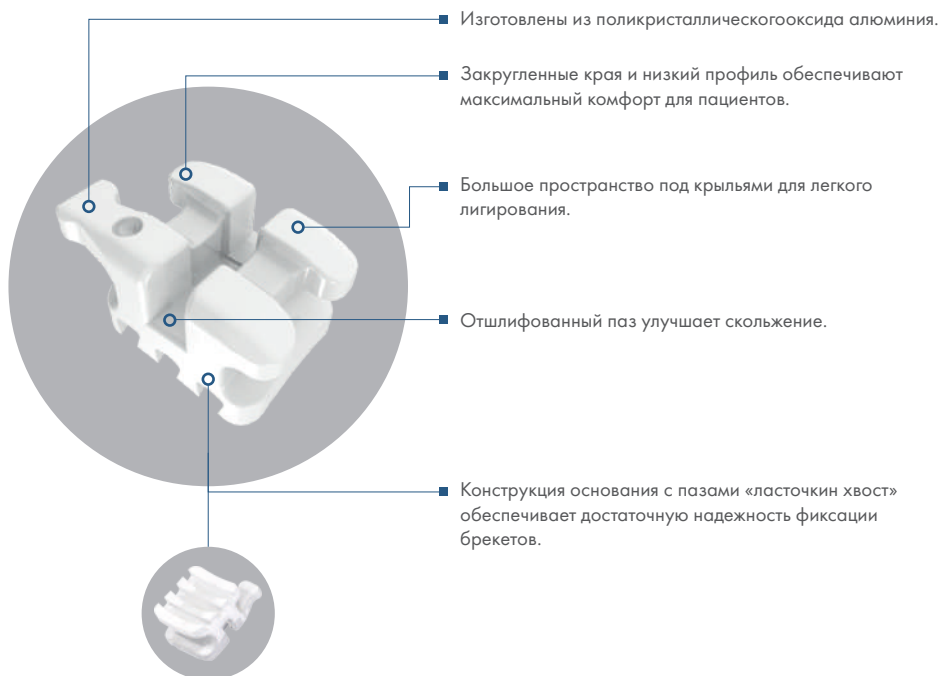 Изготовлены из поликристаллическогооксида алюминия.
Закругленные края и низкий профиль обеспечивают
максимальный комфорт для пациентов.
Большое пространство под крыльями для легкого
лигирования.
Отшлифованный паз улучшает скольжение.
Конструкция основания с пазами «ласточкин хвост»
обеспечивает достаточную надежность фиксации
брекетов.